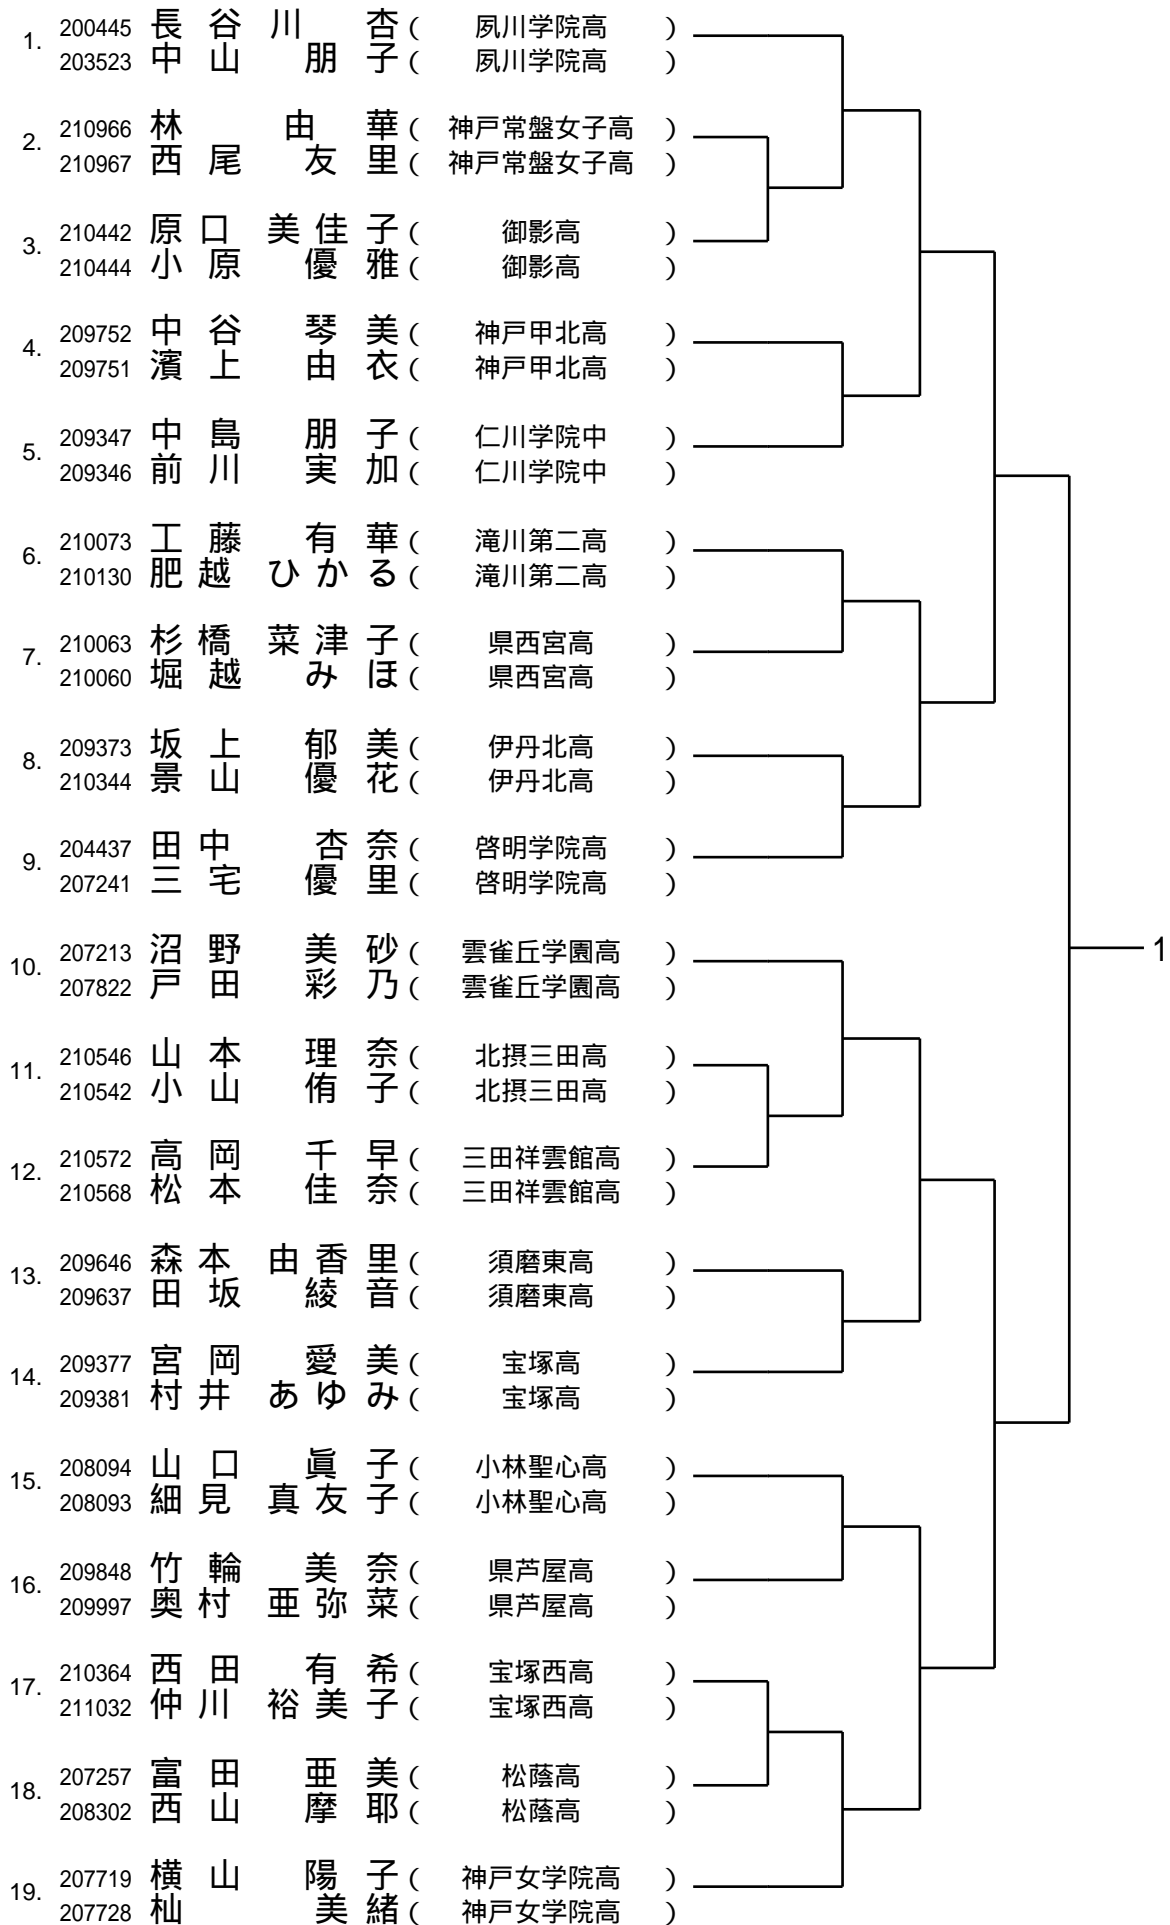 1. 200445 長谷川 杏 ( 夙川学院高 )
203523 中山 朋子 ( 夙川学院高 )
2. 210966 林 由華 ( 神戸常盤女子高 )
210967 西尾 友里 ( 神戸常盤女子高 )
3. 210442 原口 美佳子 ( 御影高 )
210444 小原 優雅 ( 御影高 )
4. 209752 中谷 琴美 ( 神戸甲北高 )
209751 濱上 由衣 ( 神戸甲北高 )
5. 209347 中島 朋子 ( 仁川学院中 )
209346 前川 実加 ( 仁川学院中 )
6. 210073 工藤 有華 ( 滝川第二高 )
210130 肥越 ひかる ( 滝川第二高 )
7. 210063 杉橋 菜津子 ( 県西宮高 )
210060 堀越 みほ ( 県西宮高 )
8. 209373 坂上 郁美 ( 伊丹北高 )
210344 景山 優花 ( 伊丹北高 )
9. 204437 田中 杏奈 ( 啓明学院高 )
207241 三宅 優里 ( 啓明学院高 )
10. 207213 沼野 美砂 ( 雲雀丘学園高 )
207822 戸田 彩乃 ( 雲雀丘学園高 )
1
11. 210546 山本 理奈 ( 北摂三田高 )
210542 小山 侑子 ( 北摂三田高 )
12. 210572 高岡 千早 ( 三田祥雲館高 )
210568 松本 佳奈 ( 三田祥雲館高 )
13. 209646 森本 由香里 ( 須磨東高 )
209637 田坂 綾音 ( 須磨東高 )
14. 209377 宮岡 愛美 ( 宝塚高 )
209381 村井 あゆみ ( 宝塚高 )
15. 208094 山口 眞子 ( 小林聖心高 )
208093 細見 真友子 ( 小林聖心高 )
16. 209848 竹輪 美奈 ( 県芦屋高 )
209997 奥村 亜弥菜 ( 県芦屋高 )
17. 210364 西田 有希 ( 宝塚西高 )
211032 仲川 裕美子 ( 宝塚西高 )
18. 207257 富田 亜美 ( 松蔭高 )
208302 西山 摩耶 ( 松蔭高 )
19. 207719 横山 陽子 ( 神戸女学院高 )
207728 杣 美緒 ( 神戸女学院高 )